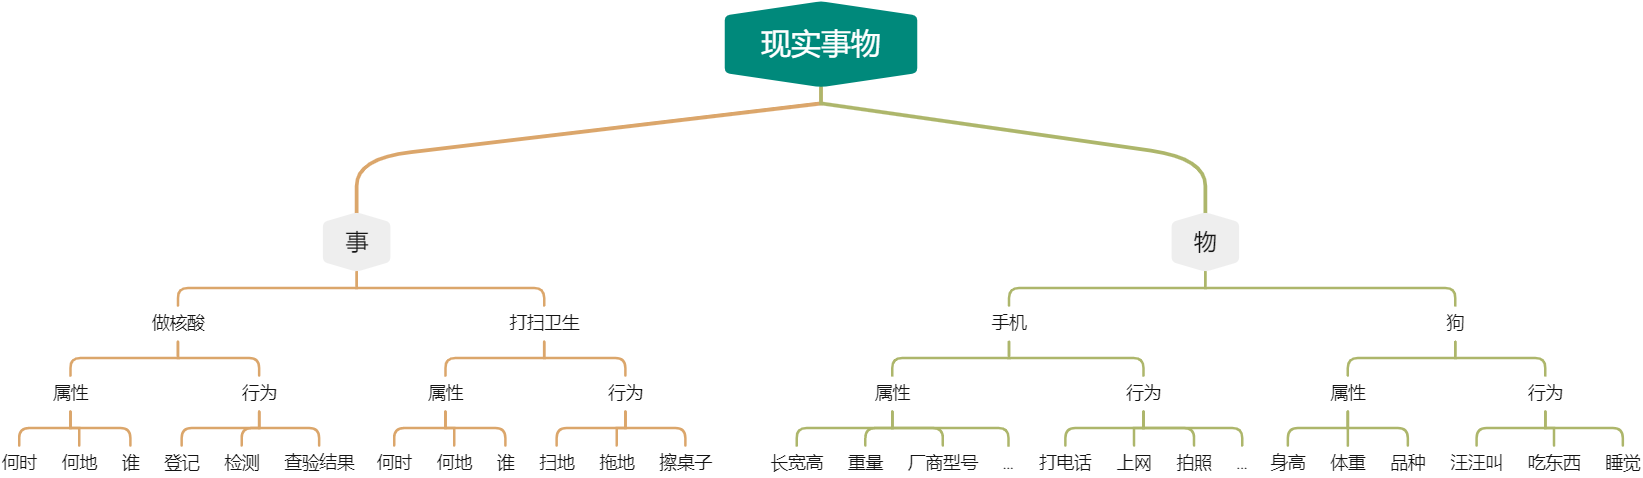 现实事物
事
物
做核酸
打扫卫生
手机
狗
属性
行为
属性
行为
属性
行为
属性
行为
何时
何地
谁
登记
检测
查验结果
何时
何地
谁
扫地
拖地
擦桌子
长宽高
重量
厂商型号
...
打电话
上网
拍照
...
身高
体重
品种
汪汪叫
吃东西
睡觉